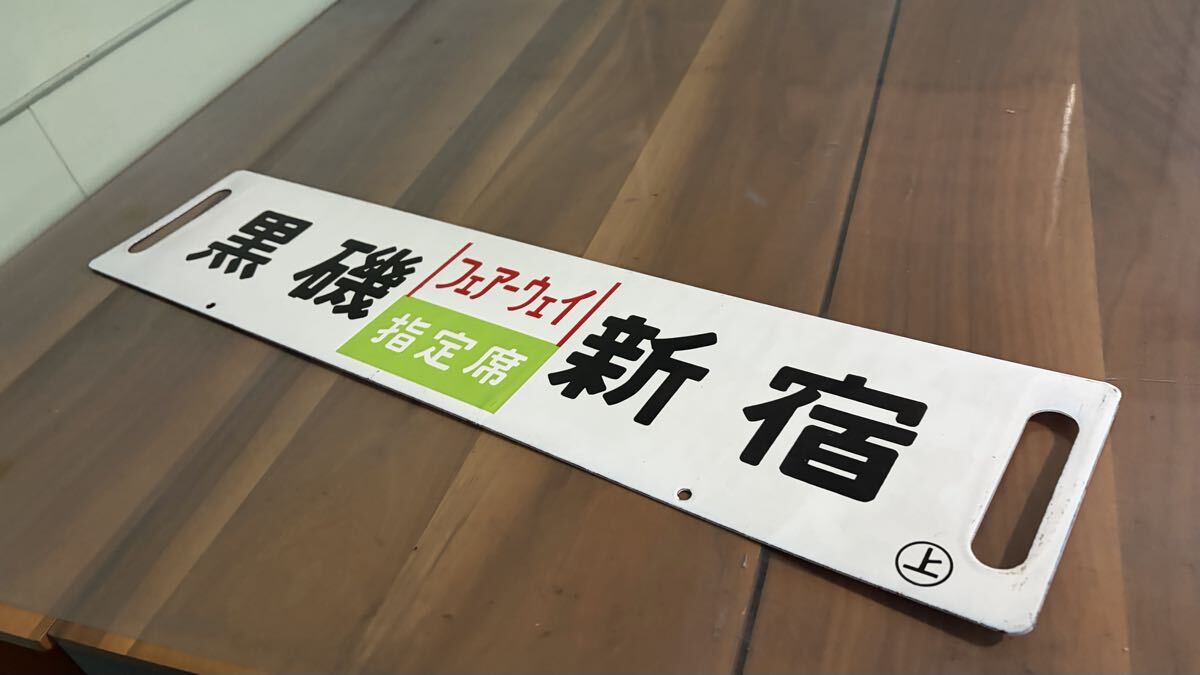 黒磯
フェアーウェイ
指定席
新宿
上